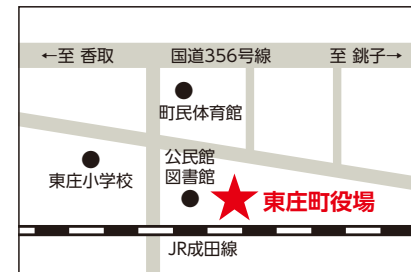 ←至 香取
国道356号線
至 銚子→
町民体育館
公民館
図書館
東庄小学校
東庄町役場
JR成田線